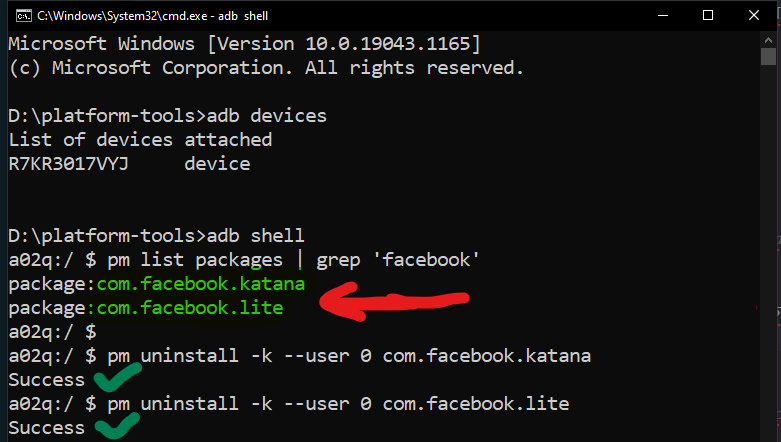 C:\Windows\System32\cmd.exe - adb shell
Microsoft Windows [Version 10.0.19043.1165]
(c) Microsoft Corporation. All rights reserved.
D:\platform-tools>adb devices
List of devices attached
R7KR3017VYJ     device
D:\platform-tools>adb shell
a02q:/ $ pm list packages | grep 'facebook'
package:com.facebook.katana
package:com.facebook.lite
a02q:/ $
a02q:/ $ pm uninstall -k --user 0 com.facebook.katana
Success
a02q:/ $ pm uninstall -k --user 0 com.facebook.lite
Success